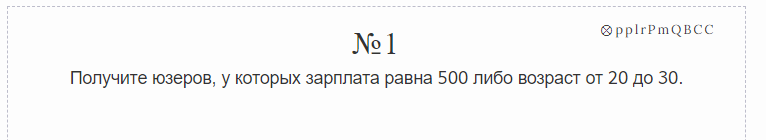 ⊗pplrPmQBCC
№1
Получите юзеров, у которых зарплата равна 500 либо возраст от 20 до 30.